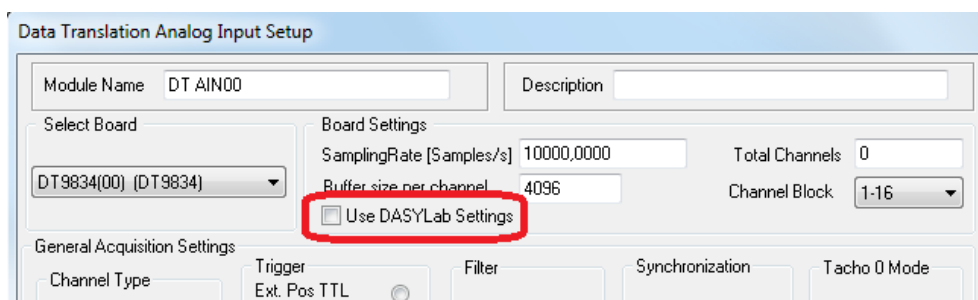 Data Translation Analog Input Setup
Module Name DT AIN00 Description
Select Board Board Settings
SamplingRate [Samples/s] 10000,0000 Total Channels 0
DT9834(00) (DT9834) Buffer size per channel 4096 Channel Block 1-16
Use DASYLab Settings
General Acquisition Settings
Channel Type Trigger Filter Synchronization Tacho 0 Mode
Ext. Pos TTL